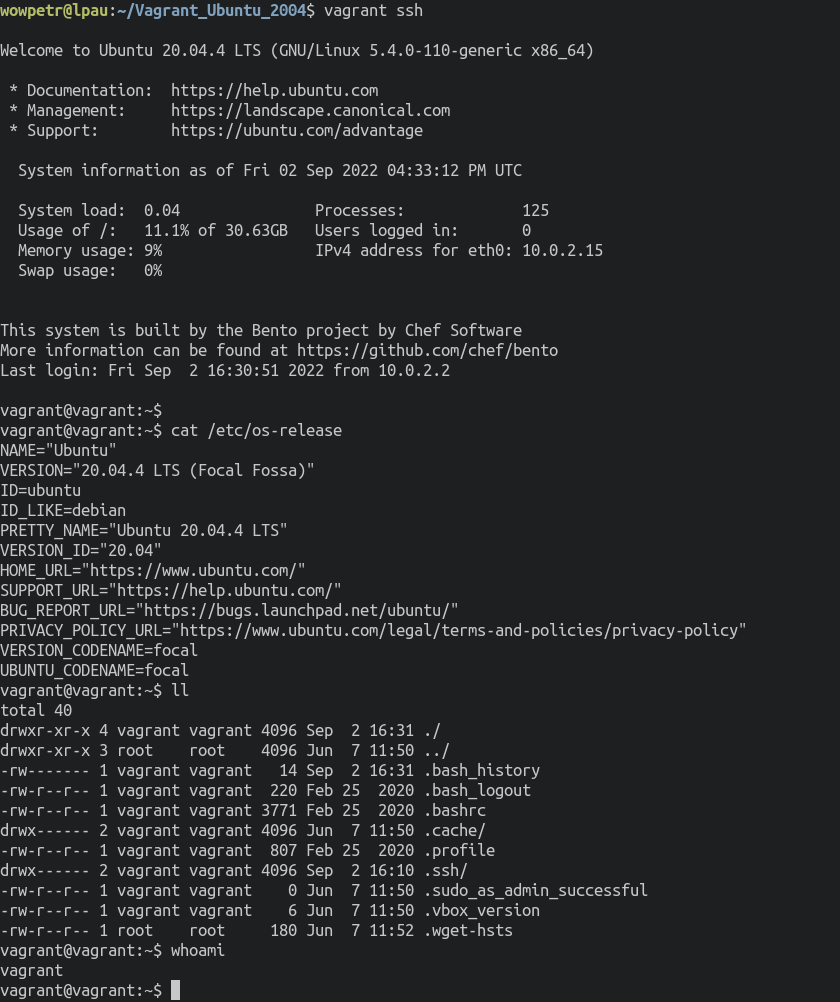 wowpetr@lpau:~/Vagrant_Ubuntu_2004$ vagrant ssh
Welcome to Ubuntu 20.04.4 LTS (GNU/Linux 5.4.0-110-generic x86_64)
 * Documentation:  https://help.ubuntu.com
 * Management:     https://landscape.canonical.com
 * Support:        https://ubuntu.com/advantage
  System information as of Fri 02 Sep 2022 04:33:12 PM UTC
  System load:  0.04               Processes:             125
  Usage of /:   11.1% of 30.63GB   Users logged in:       0
  Memory usage: 9%                 IPv4 address for eth0: 10.0.2.15
  Swap usage:   0%
This system is built by the Bento project by Chef Software
More information can be found at https://github.com/chef/bento
Last login: Fri Sep  2 16:30:51 2022 from 10.0.2.2
vagrant@vagrant:~$
vagrant@vagrant:~$ cat /etc/os-release
NAME="Ubuntu"
VERSION="20.04.4 LTS (Focal Fossa)"
ID=ubuntu
ID_LIKE=debian
PRETTY_NAME="Ubuntu 20.04.4 LTS"
VERSION_ID="20.04"
HOME_URL="https://www.ubuntu.com/"
SUPPORT_URL="https://help.ubuntu.com/"
BUG_REPORT_URL="https://bugs.launchpad.net/ubuntu/"
PRIVACY_POLICY_URL="https://www.ubuntu.com/legal/terms-and-policies/privacy-policy"
VERSION_CODENAME=focal
UBUNTU_CODENAME=focal
vagrant@vagrant:~$ ll
total 40
drwxr-xr-x 4 vagrant vagrant 4096 Sep  2 16:31 ./
drwxr-xr-x 3 root    root    4096 Jun  7 11:50 ../
-rw------- 1 vagrant vagrant   14 Sep  2 16:31 .bash_history
-rw-r--r-- 1 vagrant vagrant  220 Feb 25  2020 .bash_logout
-rw-r--r-- 1 vagrant vagrant 3771 Feb 25  2020 .bashrc
drwx------ 2 vagrant vagrant 4096 Jun  7 11:50 .cache/
-rw-r--r-- 1 vagrant vagrant  807 Feb 25  2020 .profile
drwx------ 2 vagrant vagrant 4096 Sep  2 16:10 .ssh/
-rw-r--r-- 1 vagrant vagrant    0 Jun  7 11:50 .sudo_as_admin_successful
-rw-r--r-- 1 vagrant vagrant    6 Jun  7 11:50 .vbox_version
-rw-r--r-- 1 root    root     180 Jun  7 11:52 .wget-hsts
vagrant@vagrant:~$ whoami
vagrant
vagrant@vagrant:~$